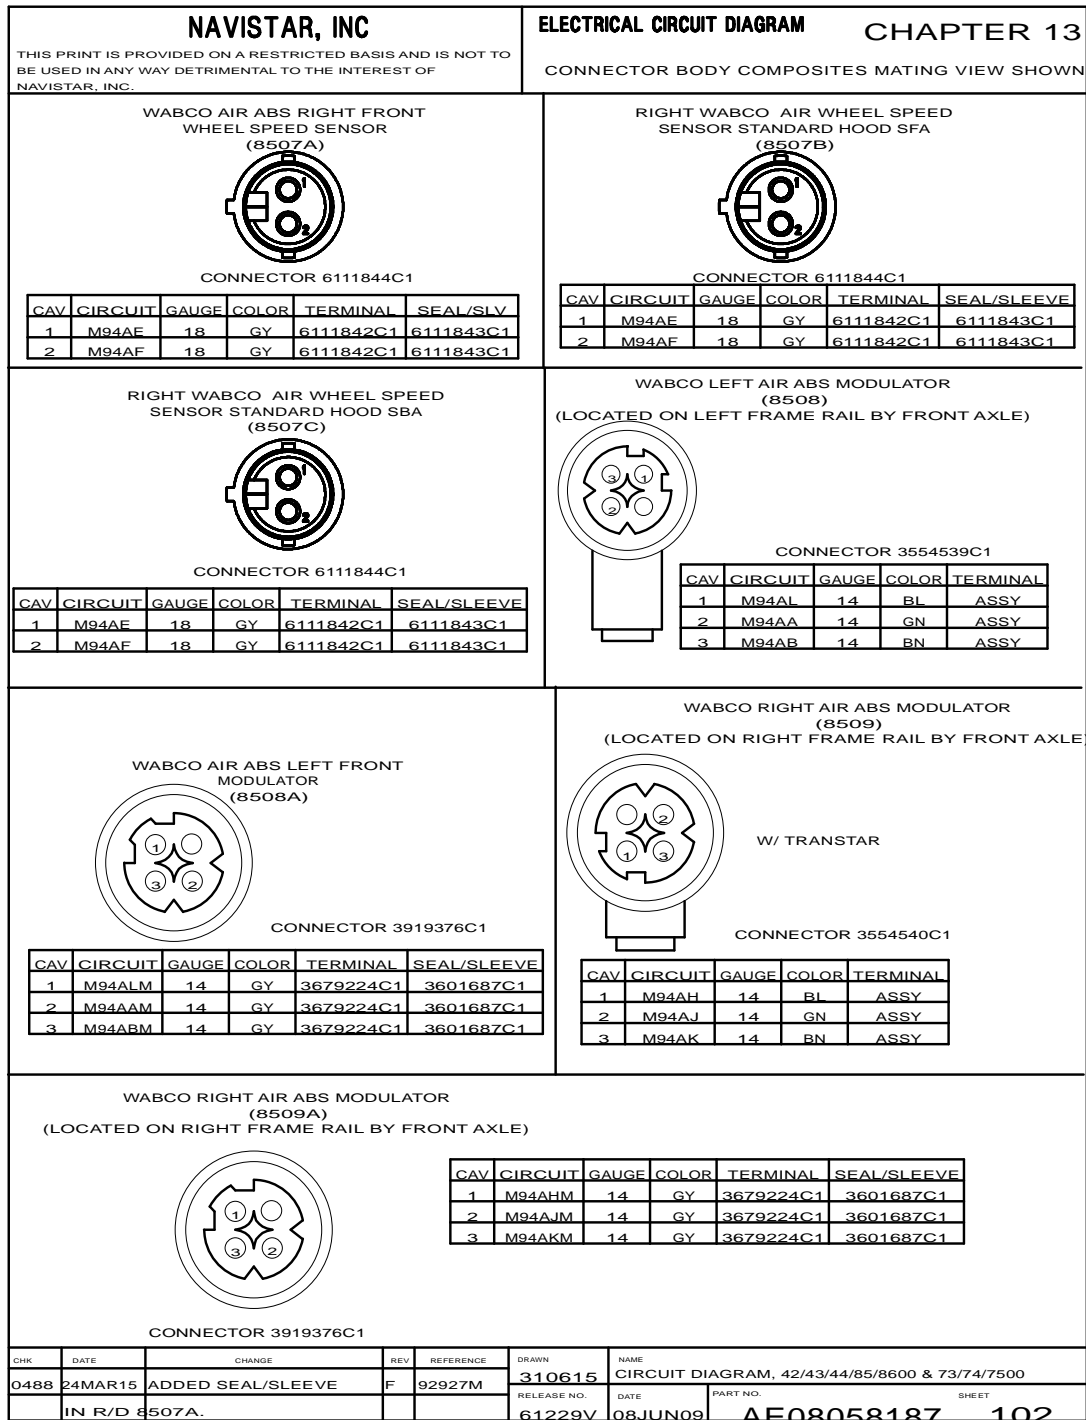 NAVISTAR, INC
THIS PRINT IS PROVIDED ON A RESTRICTED BASIS AND IS NOT TO
BE USED IN ANY WAY DETRIMENTAL TO THE INTEREST OF
NAVISTAR, INC.
ELECTRICAL CIRCUIT DIAGRAM CHAPTER 13
CONNECTOR BODY COMPOSITES MATING VIEW SHOWN
WABCO AIR ABS RIGHT FRONT
WHEEL SPEED SENSOR
(8507A)
1
2
CONNECTOR 6111844C1
CAV CIRCUIT GAUGE COLOR TERMINAL SEAL/SLV
1 M94AE 18 GY 6111842C1 6111843C1
2 M94AF 18 GY 6111842C1 6111843C1
RIGHT WABCO AIR WHEEL SPEED
SENSOR STANDARD HOOD SFA
(8507B)
1
2
CONNECTOR 6111844C1
CAV CIRCUIT GAUGE COLOR TERMINAL SEAL/SLEEVE
1 M94AE 18 GY 6111842C1 6111843C1
2 M94AF 18 GY 6111842C1 6111843C1
RIGHT WABCO AIR WHEEL SPEED
SENSOR STANDARD HOOD SBA
(8507C)
1
2
CONNECTOR 6111844C1
CAV CIRCUIT GAUGE COLOR TERMINAL SEAL/SLEEVE
1 M94AE 18 GY 6111842C1 6111843C1
2 M94AF 18 GY 6111842C1 6111843C1
WABCO LEFT AIR ABS MODULATOR
(8508)
(LOCATED ON LEFT FRAME RAIL BY FRONT AXLE)
3 1
2
CONNECTOR 3554539C1
CAV CIRCUIT GAUGE COLOR TERMINAL
1 M94AL 14 BL ASSY
2 M94AA 14 GN ASSY
3 M94AB 14 BN ASSY
WABCO AIR ABS LEFT FRONT
MODULATOR
(8508A)
1
3 2
CONNECTOR 3919376C1
CAV CIRCUIT GAUGE COLOR TERMINAL SEAL/SLEEVE
1 M94ALM 14 GY 3679224C1 3601687C1
2 M94AAM 14 GY 3679224C1 3601687C1
3 M94ABM 14 GY 3679224C1 3601687C1
WABCO RIGHT AIR ABS MODULATOR
(8509)
(LOCATED ON RIGHT FRAME RAIL BY FRONT AXLE)
2
1 3
W/ TRANSTAR
CONNECTOR 3554540C1
CAV CIRCUIT GAUGE COLOR TERMINAL
1 M94AH 14 BL ASSY
2 M94AJ 14 GN ASSY
3 M94AK 14 BN ASSY
WABCO RIGHT AIR ABS MODULATOR
(8509A)
(LOCATED ON RIGHT FRAME RAIL BY FRONT AXLE)
1
3 2
CONNECTOR 3919376C1
CAV CIRCUIT GAUGE COLOR TERMINAL SEAL/SLEEVE
1 M94AHM 14 GY 3679224C1 3601687C1
2 M94AJM 14 GY 3679224C1 3601687C1
3 M94AKM 14 GY 3679224C1 3601687C1
CHK DATE CHANGE REV REFERENCE
0488 24MAR15 ADDED SEAL/SLEEVE F 92927M
IN R/D 8507A.
DRAWN NAME
310615 CIRCUIT DIAGRAM, 42/43/44/85/8600 & 73/74/7500
RELEASE NO. DATE PART NO. SHEET
61229V 08JUN09 AE08058187 102